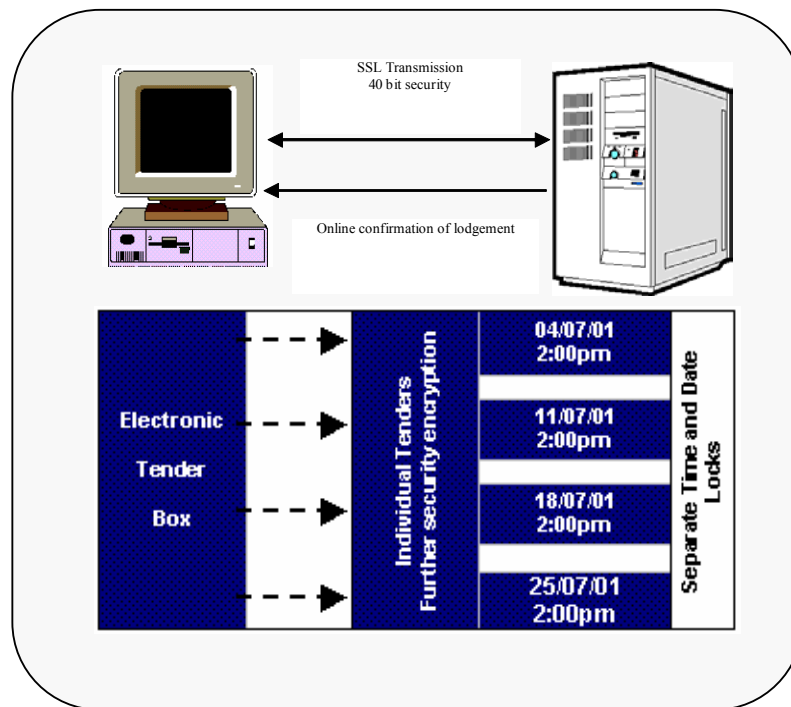 SSL Transmission
40 bit security
Online confirmation of lodgement
Electronic
Tender
Box
Individual Tenders
Further security encryption
04/07/01
2:00pm
11/07/01
2:00pm
18/07/01
2:00pm
25/07/01
2:00pm
Separate Time and Date
Locks